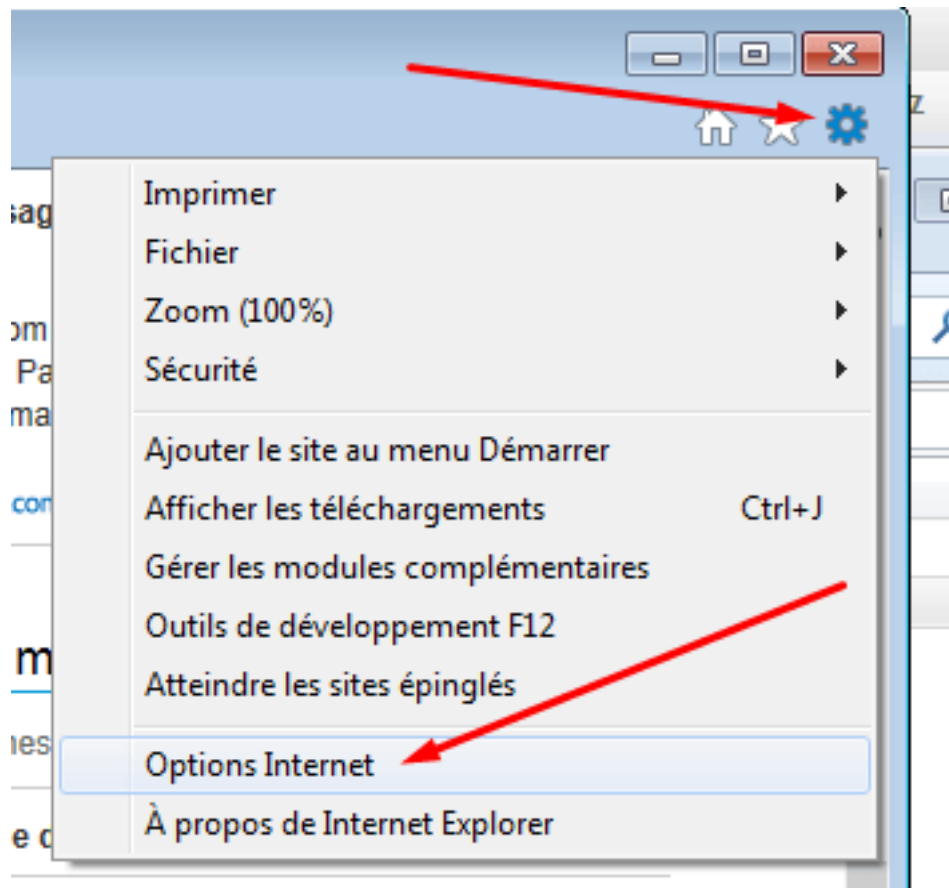 Imprimer
Fichier
Zoom (100%)
Sécurité
Ajouter le site au menu Démarrer
Afficher les téléchargements Ctrl+J
Gérer les modules complémentaires
Outils de développement F12
Atteindre les sites épinglés
Options Internet
À propos de Internet Explorer